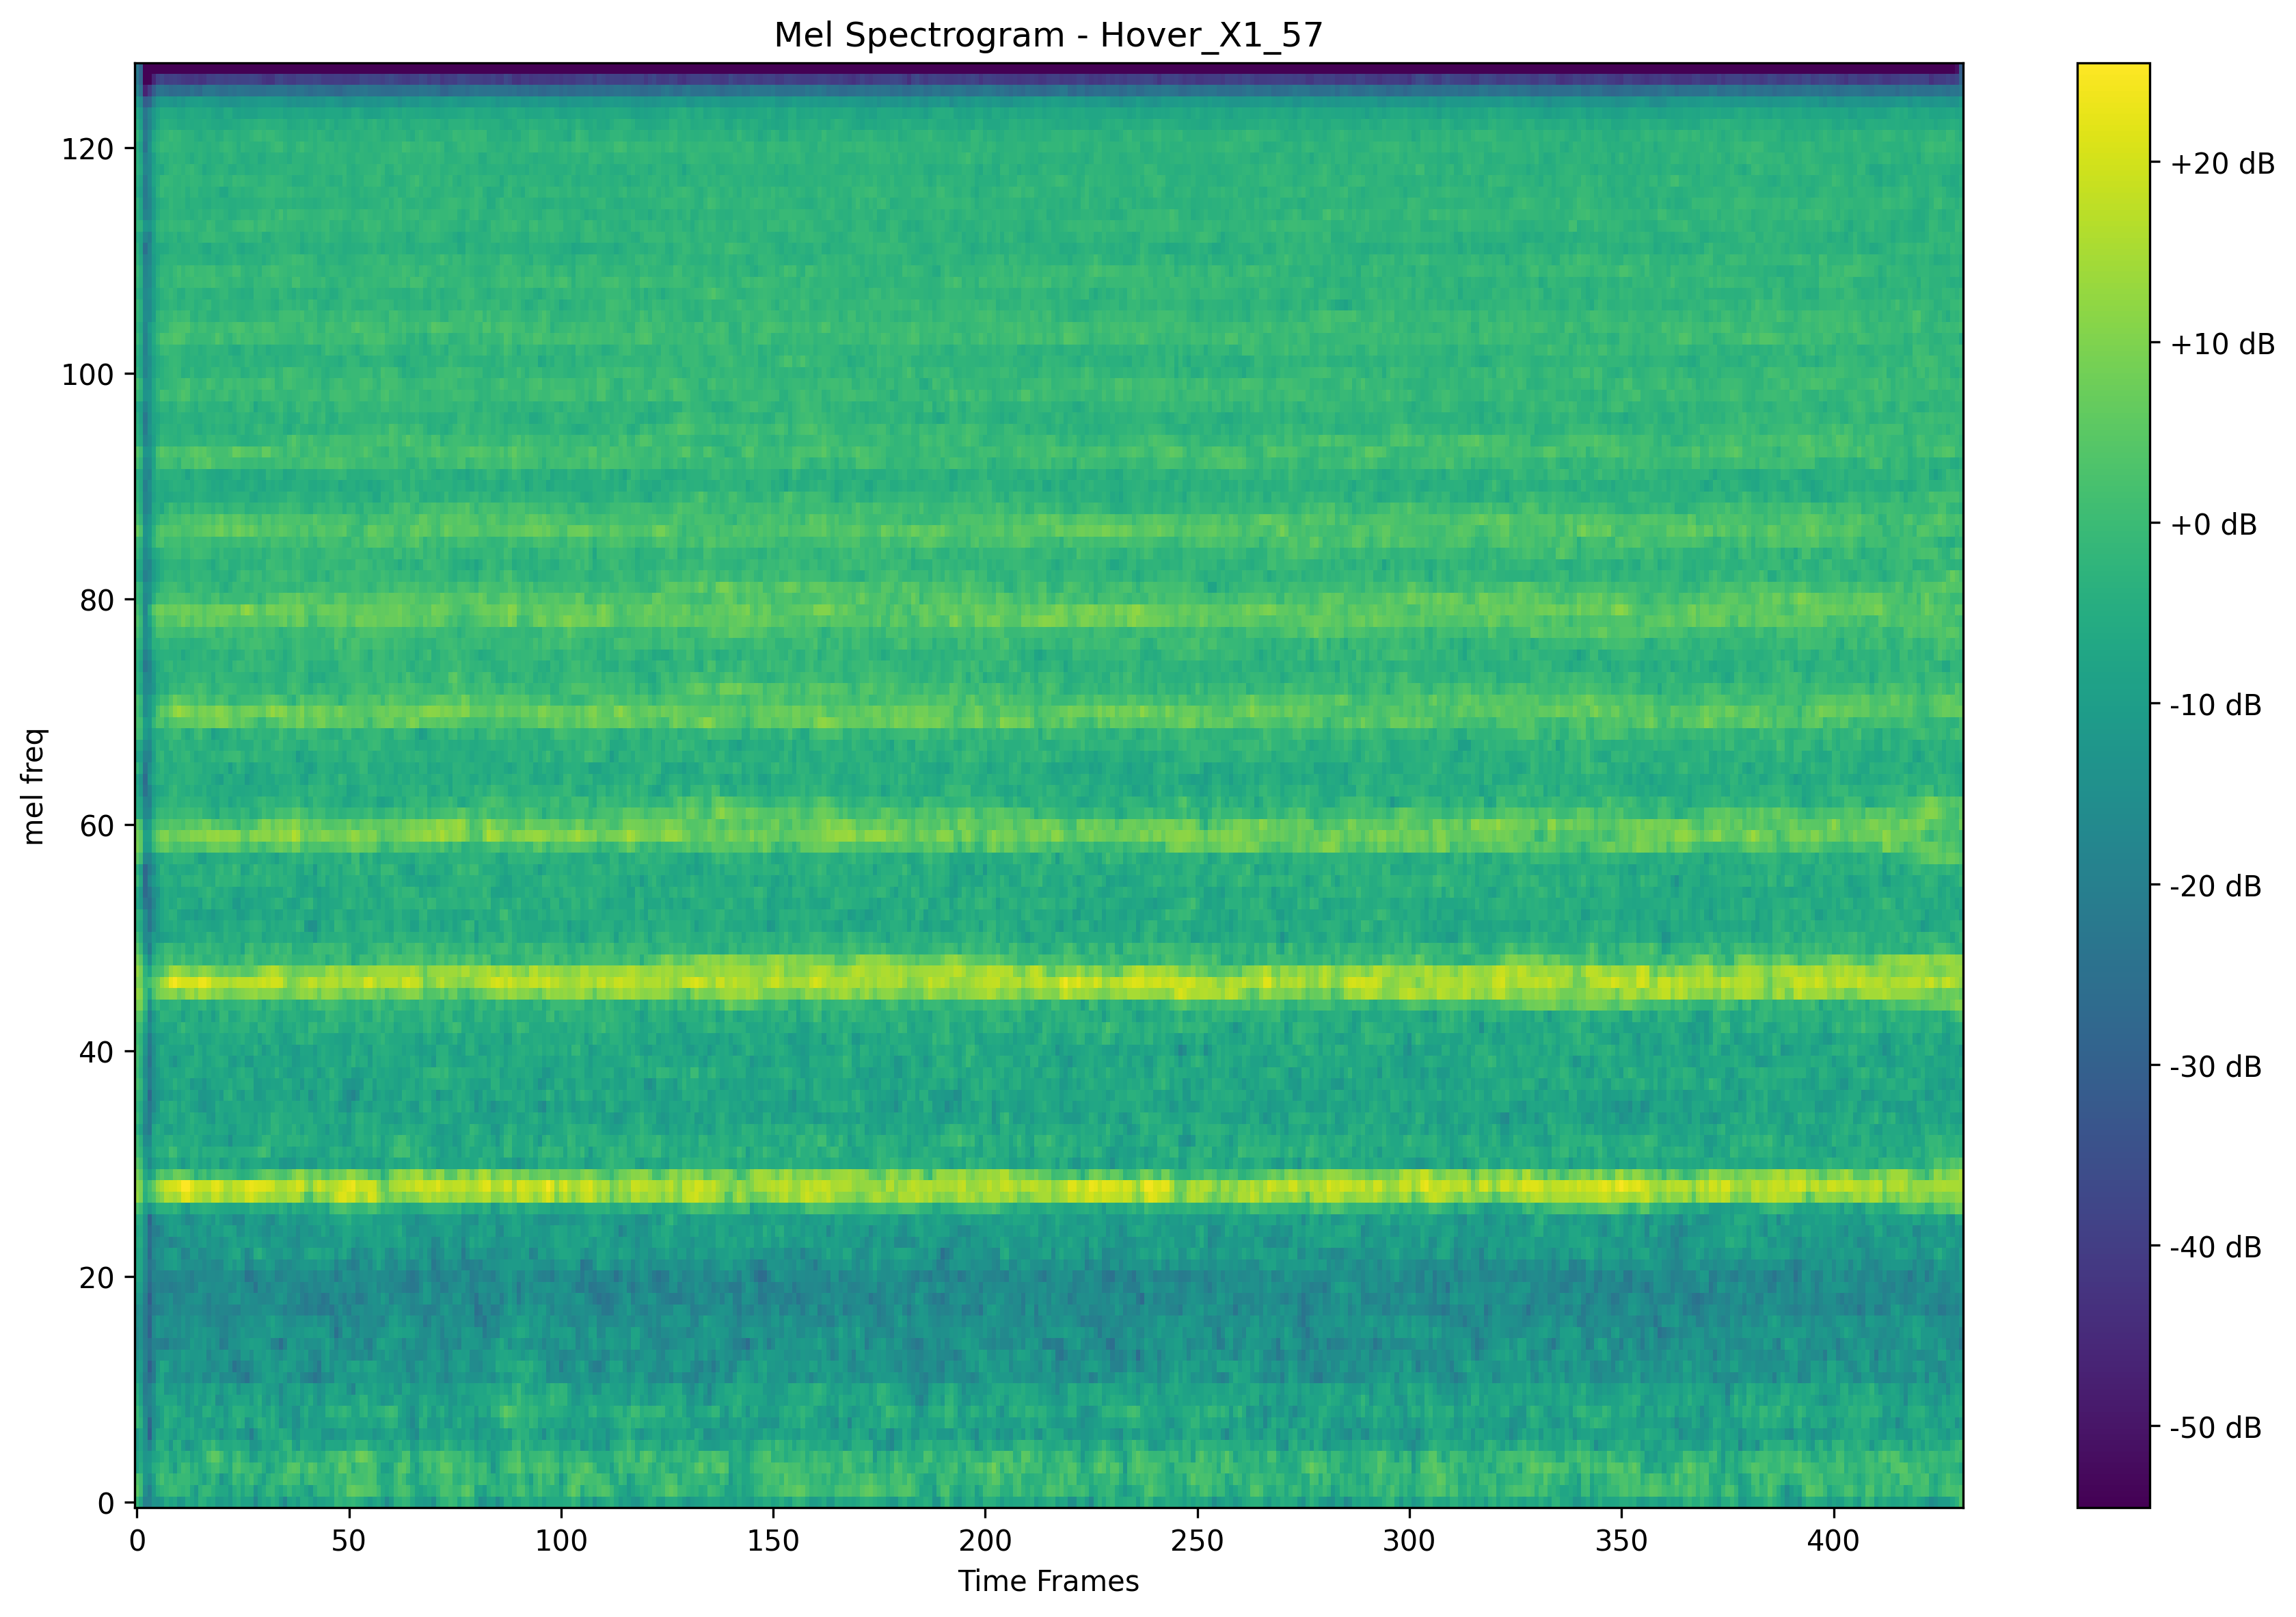 Mel Spectrogram - Hover_X1_57
mel freq
120
100
80
60
40
20
0
0 50 100 150 200 250 300 350 400
Time Frames
+20 dB
+10 dB
+0 dB
-10 dB
-20 dB
-30 dB
-40 dB
-50 dB